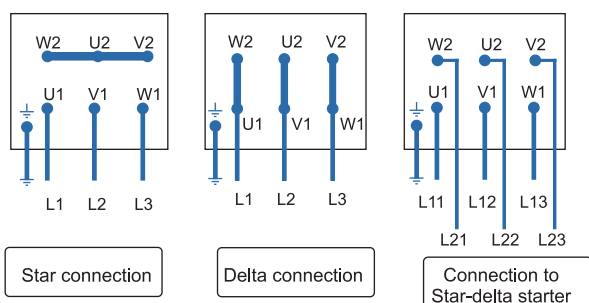 W2 U2 V2
U1 V1 W1
L1 L2 L3
Star connection
W2 U2 V2
U1 V1 W1
L1 L2 L3
Delta connection
W2 U2 V2
U1 V1 W1
L11 L12 L13
L21 L22 L23
Connection to
Star-delta starter